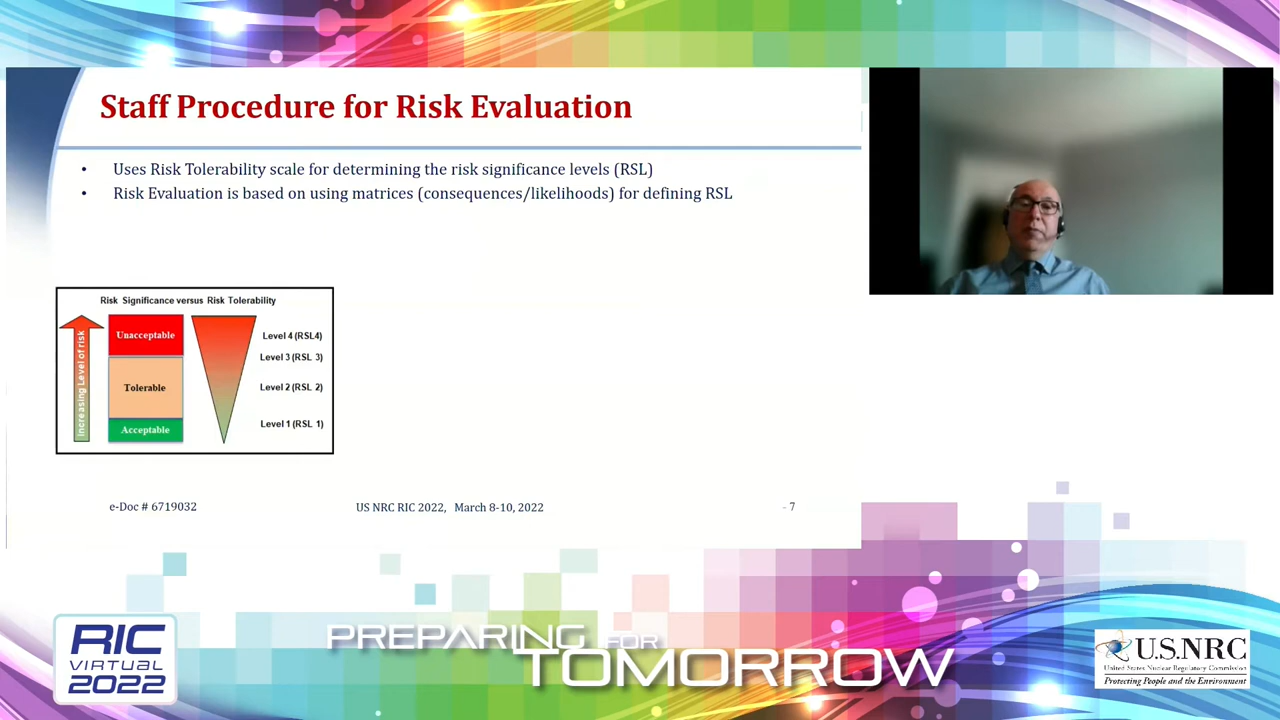 Staff Procedure for Risk Evaluation
• Uses Risk Tolerability scale for determining the risk significance levels (RSL)
• Risk Evaluation is based on using matrices (consequences/likelihoods) for defining RSL
Risk Significance versus Risk Tolerability
Increasing Level of risk
Unacceptable
Tolerable
Acceptable
Level 4 (RSL4)
Level 3 (RSL 3)
Level 2 (RSL 2)
Level 1 (RSL 1)
e-Doc # 6719032
US NRC RIC 2022, March 8-10, 2022
- 7
RIC
VIRTUAL
2022
PREPARING FOR
TOMORROW
U.S.NRC
United States Nuclear Regulatory Commission
Protecting People and the Environment